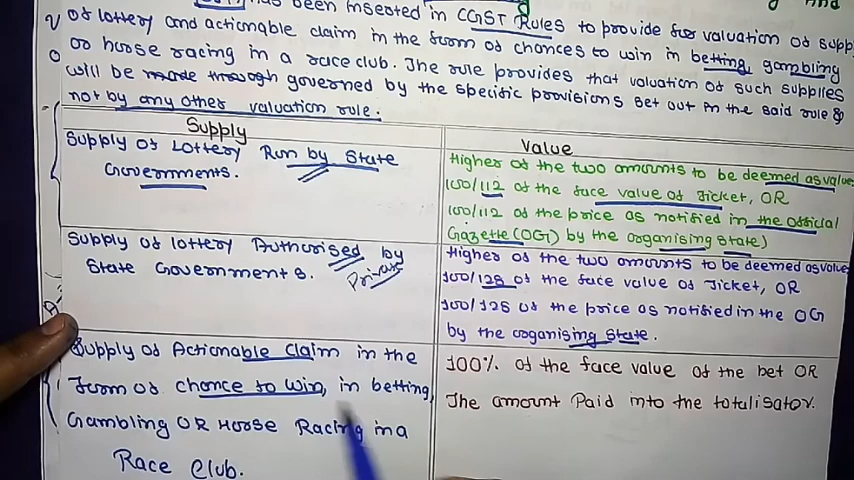 has been inserted in CGST Rules to provide for valuation of supply
of lottery and actionable claim in the form of chances to win in betting, gambling
or horse racing in a race club. The rule provides that valuation of such supplies
will be made through governed by the specific provisions set out in the said rule &
not by any other valuation rule.
Supply
Value
Supply of Lottery Run by State
Governments.
Higher of the two amounts to be deemed as value
100/112 of the face value of Ticket, OR
100/112 of the price as notified in the official
Gazette (OG) by the organising state)
Supply of lottery Authorised by
State Governments.
Private
Higher of the two amounts to be deemed as value
100/128 of the face value of Ticket, OR
100/128 of the price as notified in the OG
by the organising state.
Supply of Actionable Claim in the
Form of chance to win, in betting,
Gambling OR Horse Racing in a
Race Club.
100% of the face value of the bet OR
The amount Paid into the totalisator.